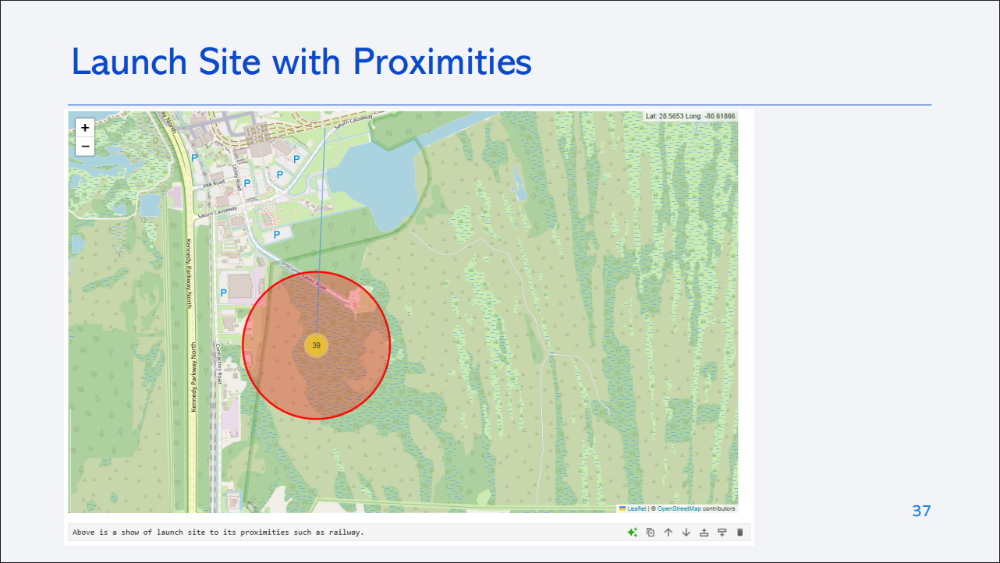 Launch Site with Proximities
+
−
Lat: 28.5653 Long: -80.61866
Saturn Causeway
P
P
P
P
VAB Road
Utility Road
Saturn Causeway
P
Kennedy Parkway North
P
39
Kennedy Parkway North
Contractors Road
Leaflet | © OpenStreetMap contributors
37
Above is a show of launch site to its proximities such as railway.